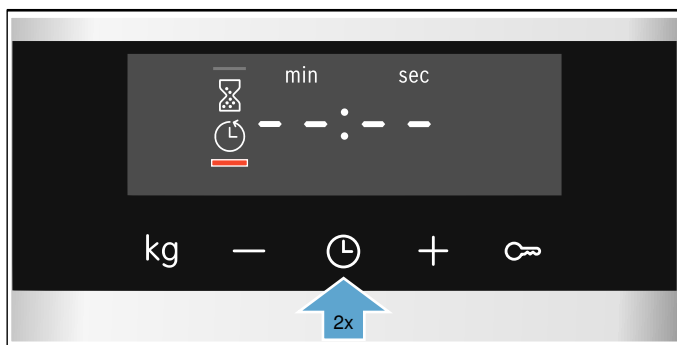 min sec
– – : – –
kg − +
2x